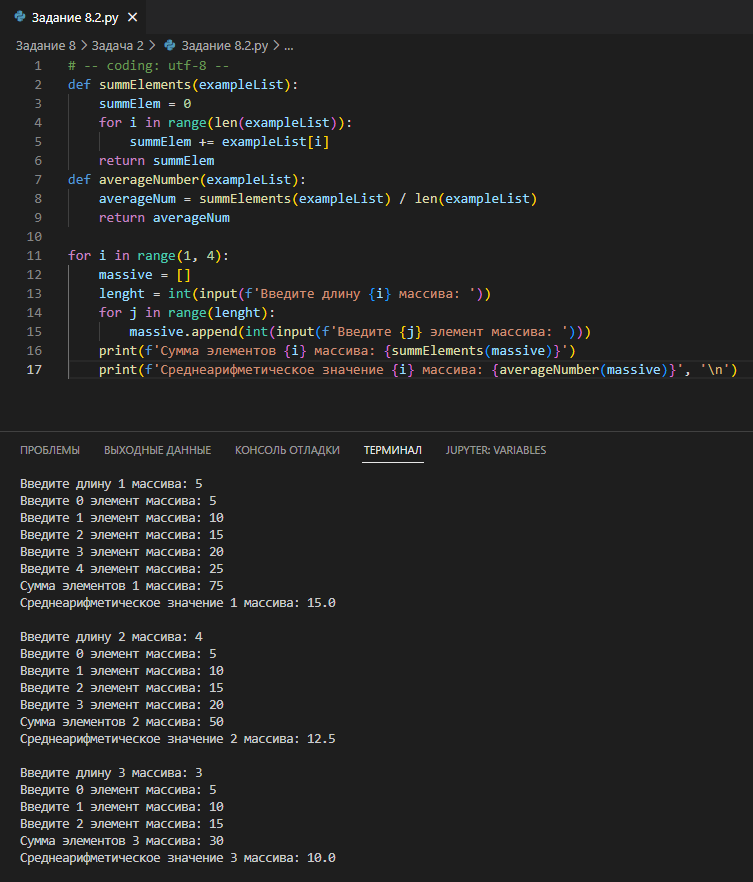 Задание 8.2.py ×
Задание 8 > Задача 2 > Задание 8.2.py > ...
1 # -- coding: utf-8 --
2 def summElements(exampleList):
3     summElem = 0
4     for i in range(len(exampleList)):
5         summElem += exampleList[i]
6     return summElem
7 def averageNumber(exampleList):
8     averageNum = summElements(exampleList) / len(exampleList)
9     return averageNum
10
11 for i in range(1, 4):
12     massive = []
13     lenght = int(input(f'Введите длину {i} массива: '))
14     for j in range(lenght):
15         massive.append(int(input(f'Введите {j} элемент массива: ')))
16     print(f'Сумма элементов {i} массива: {summElements(massive)}')
17     print(f'Среднеарифметическое значение {i} массива: {averageNumber(massive)}', '\n')
ПРОБЛЕМЫ ВЫХОДНЫЕ ДАННЫЕ КОНСОЛЬ ОТЛАДКИ ТЕРМИНАЛ JUPYTER: VARIABLES
Введите длину 1 массива: 5
Введите 0 элемент массива: 5
Введите 1 элемент массива: 10
Введите 2 элемент массива: 15
Введите 3 элемент массива: 20
Введите 4 элемент массива: 25
Сумма элементов 1 массива: 75
Среднеарифметическое значение 1 массива: 15.0
Введите длину 2 массива: 4
Введите 0 элемент массива: 5
Введите 1 элемент массива: 10
Введите 2 элемент массива: 15
Введите 3 элемент массива: 20
Сумма элементов 2 массива: 50
Среднеарифметическое значение 2 массива: 12.5
Введите длину 3 массива: 3
Введите 0 элемент массива: 5
Введите 1 элемент массива: 10
Введите 2 элемент массива: 15
Сумма элементов 3 массива: 30
Среднеарифметическое значение 3 массива: 10.0